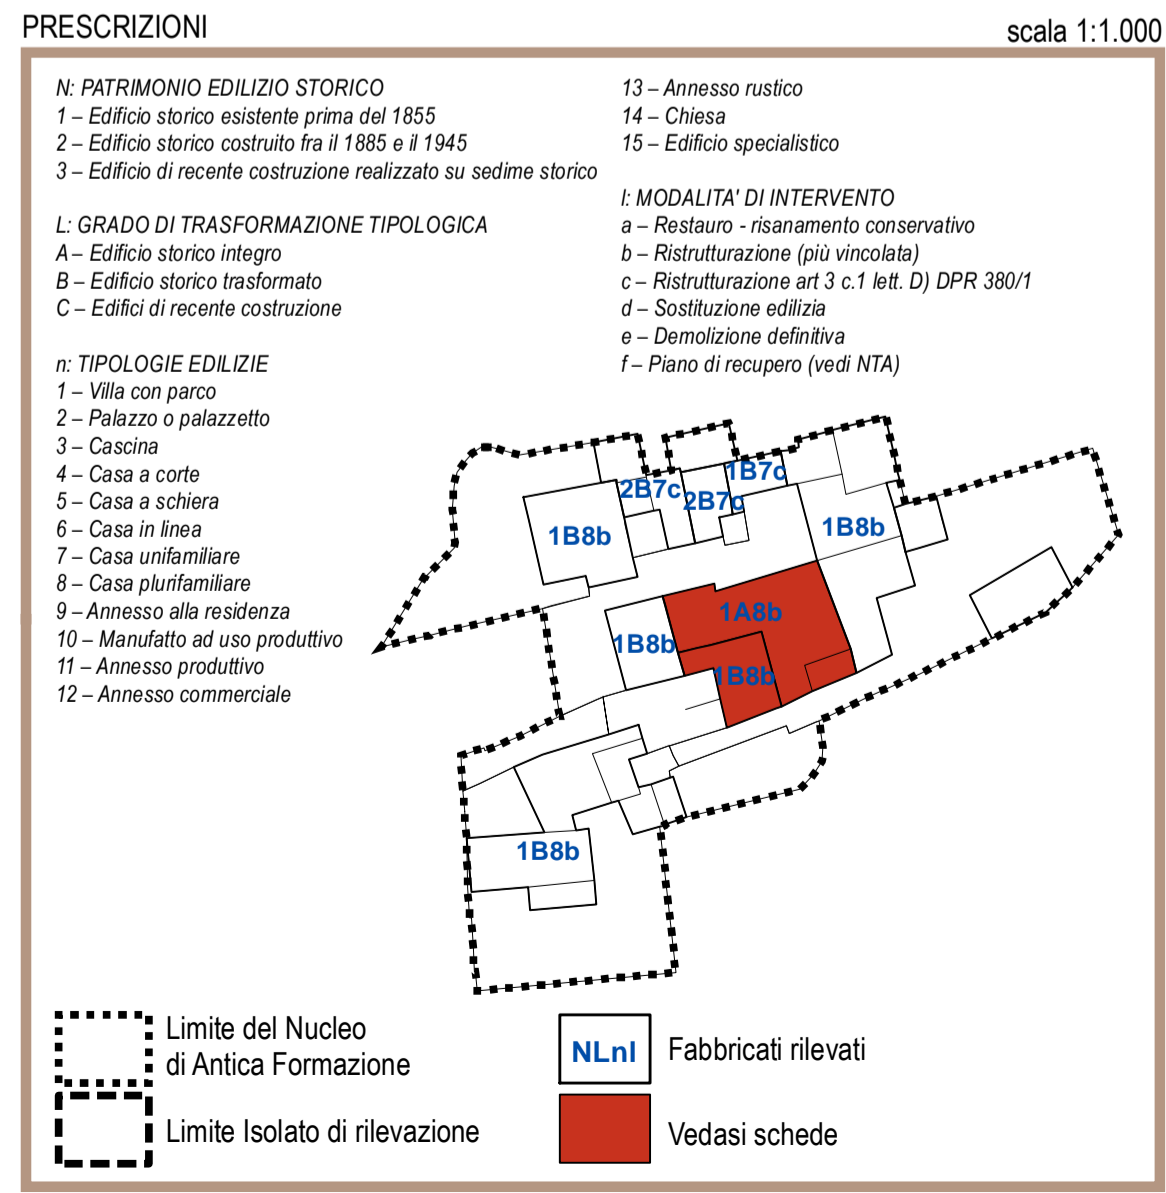 PRESCRIZIONI
scala 1:1.000
N: PATRIMONIO EDILIZIO STORICO
1 – Edificio storico esistente prima del 1855
2 – Edificio storico costruito fra il 1885 e il 1945
3 – Edificio di recente costruzione realizzato su sedime storico
L: GRADO DI TRASFORMAZIONE TIPOLOGICA
A – Edificio storico integro
B – Edificio storico trasformato
C – Edifici di recente costruzione
n: TIPOLOGIE EDILIZIE
1 – Villa con parco
2 – Palazzo o palazzetto
3 – Cascina
4 – Casa a corte
5 – Casa a schiera
6 – Casa in linea
7 – Casa unifamiliare
8 – Casa plurifamiliare
9 – Annesso alla residenza
10 – Manufatto ad uso produttivo
11 – Annesso produttivo
12 – Annesso commerciale
13 – Annesso rustico
14 – Chiesa
15 – Edificio specialistico
I: MODALITA' DI INTERVENTO
a – Restauro - risanamento conservativo
b – Ristrutturazione (più vincolata)
c – Ristrutturazione art 3 c.1 lett. D) DPR 380/1
d – Sostituzione edilizia
e – Demolizione definitiva
f – Piano di recupero (vedi NTA)
1B7c
2B7c
2B7c
1B8b
1B8b
1A8b
1B8b
1B8b
1B8b
Limite del Nucleo
di Antica Formazione
Limite Isolato di rilevazione
NLnI
Fabbricati rilevati
Vedasi schede